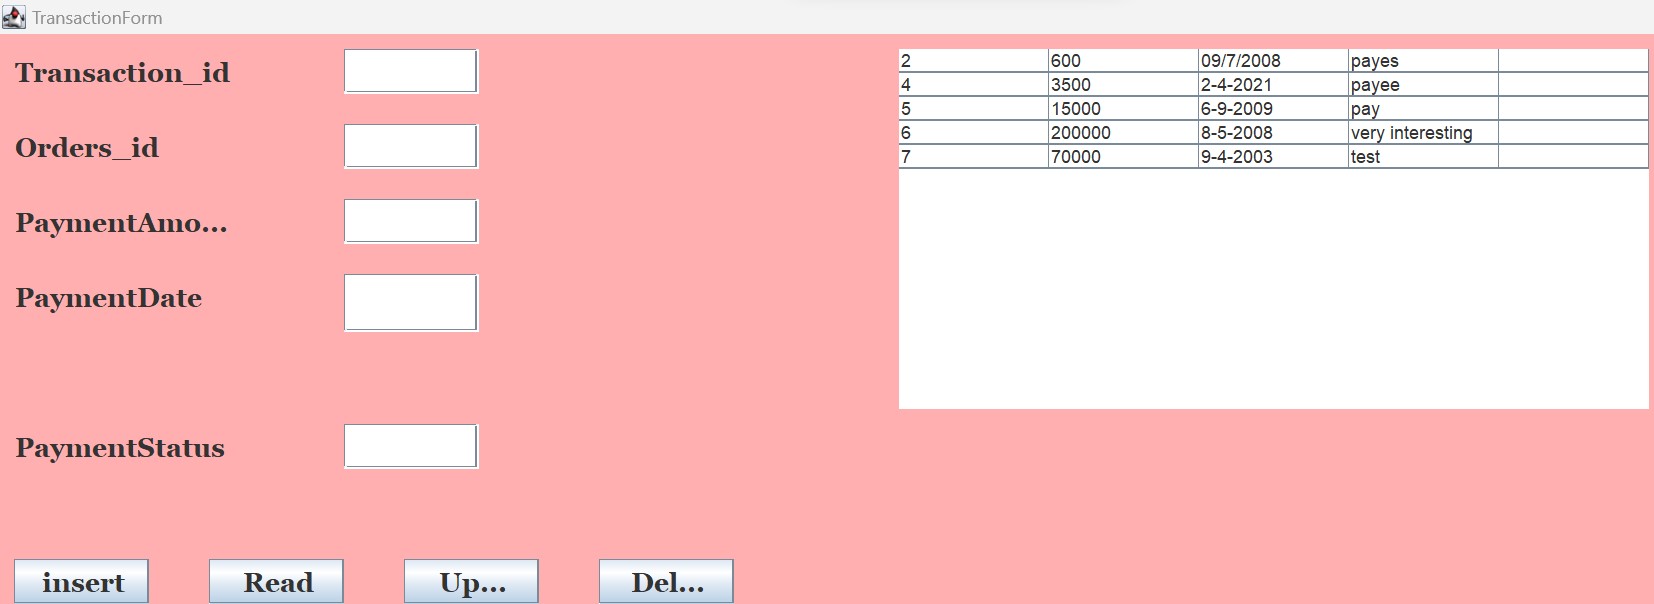 TransactionForm
Transaction_id
Orders_id
PaymentAmo...
PaymentDate
PaymentStatus
2 600 09/7/2008 payes
4 3500 2-4-2021 payee
5 15000 6-9-2009 pay
6 200000 8-5-2008 very interesting
7 70000 9-4-2003 test
insert Read Up... Del...